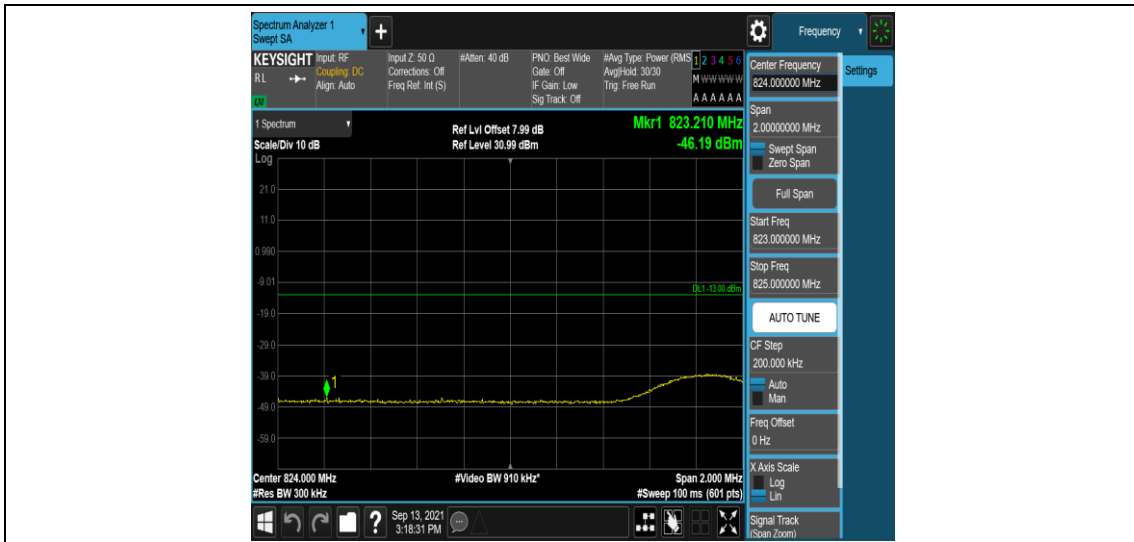 Spectrum Analyzer 1
Swept SA
+
Frequency
KEYSIGHT
RL
Input: RF
Coupling: DC
Align: Auto
Input Z: 50 Ω
Corrections: Off
Freq Ref: Int (S)
#Atten: 40 dB
PNO: Best Wide
Gate: Off
IF Gain: Low
Sig Track: Off
#Avg Type: Power (RMS
Avg|Hold: 30/30
Trig: Free Run
1 2 3 4 5 6
M W W W W W
A A A A A A
1 Spectrum
Scale/Div 10 dB
Log
Ref Lvl Offset 7.99 dB
Ref Level 30.99 dBm
Mkr1 823.210 MHz
-46.19 dBm
21.0
11.0
0.990
-9.01
DL1 -13.00 dBm
-19.0
-29.0
-39.0
1
-49.0
-59.0
Center 824.000 MHz
#Res BW 300 kHz
#Video BW 910 kHz*
Span 2.000 MHz
#Sweep 100 ms (601 pts)
?
Sep 13, 2021
3:18:31 PM
Center Frequency
824.000000 MHz
Settings
Span
2.00000000 MHz
Swept Span
Zero Span
Full Span
Start Freq
823.000000 MHz
Stop Freq
825.000000 MHz
AUTO TUNE
CF Step
200.000 kHz
Auto
Man
Freq Offset
0 Hz
X Axis Scale
Log
Lin
Signal Track
(Span Zoom)